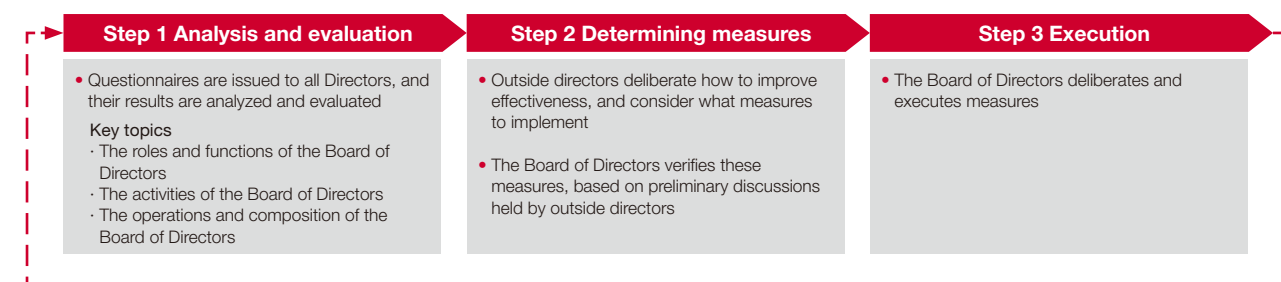 Step 1 Analysis and evaluation
• Questionnaires are issued to all Directors, and
their results are analyzed and evaluated
Key topics
· The roles and functions of the Board of
Directors
· The activities of the Board of Directors
· The operations and composition of the
Board of Directors
Step 2 Determining measures
• Outside directors deliberate how to improve
effectiveness, and consider what measures
to implement
• The Board of Directors verifies these
measures, based on preliminary discussions
held by outside directors
Step 3 Execution
• The Board of Directors deliberates and
executes measures